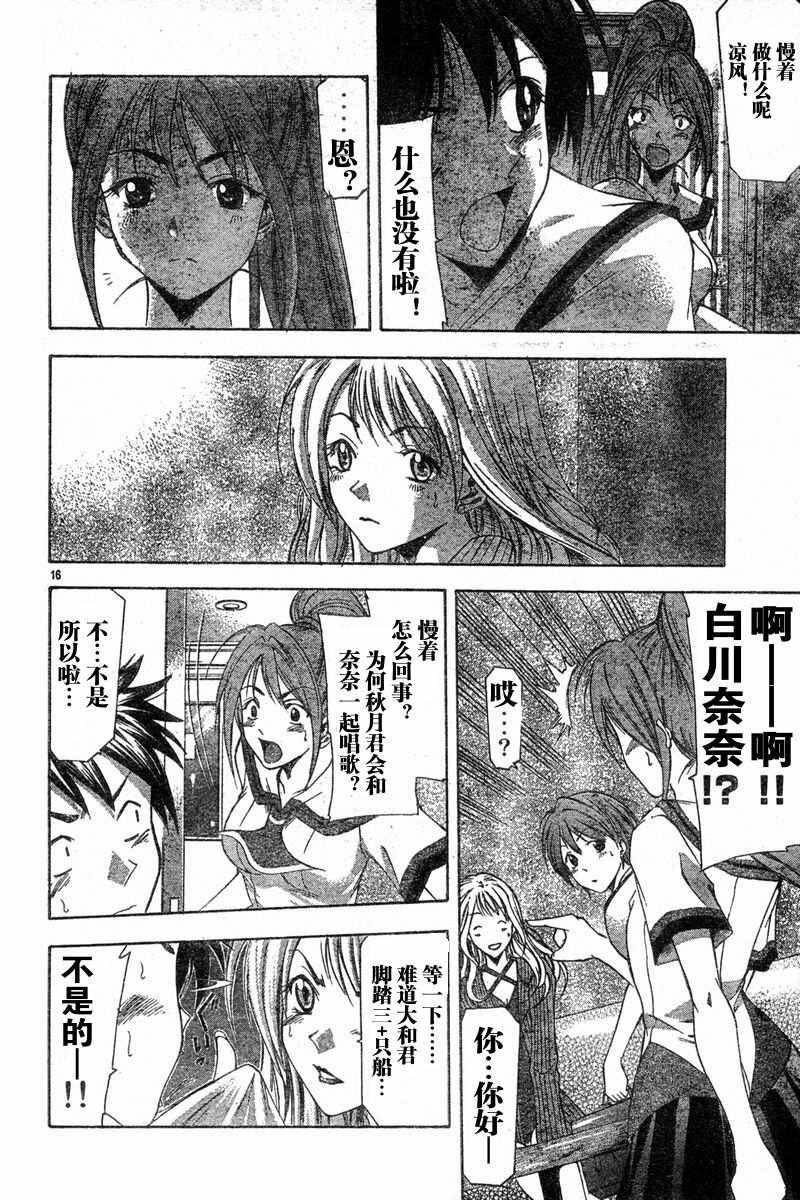 慢着
做什么呢
凉风！
什么也没有啦！
……
恩？
16
啊——啊
白川奈奈
!? !!
哎
…?
你…你好—
慢着
怎么回事？
为何秋月君会和
奈奈一起唱歌？
不…不是
所以啦…
等一下……
难道大和君
脚踏三+只船…
不是的—!!